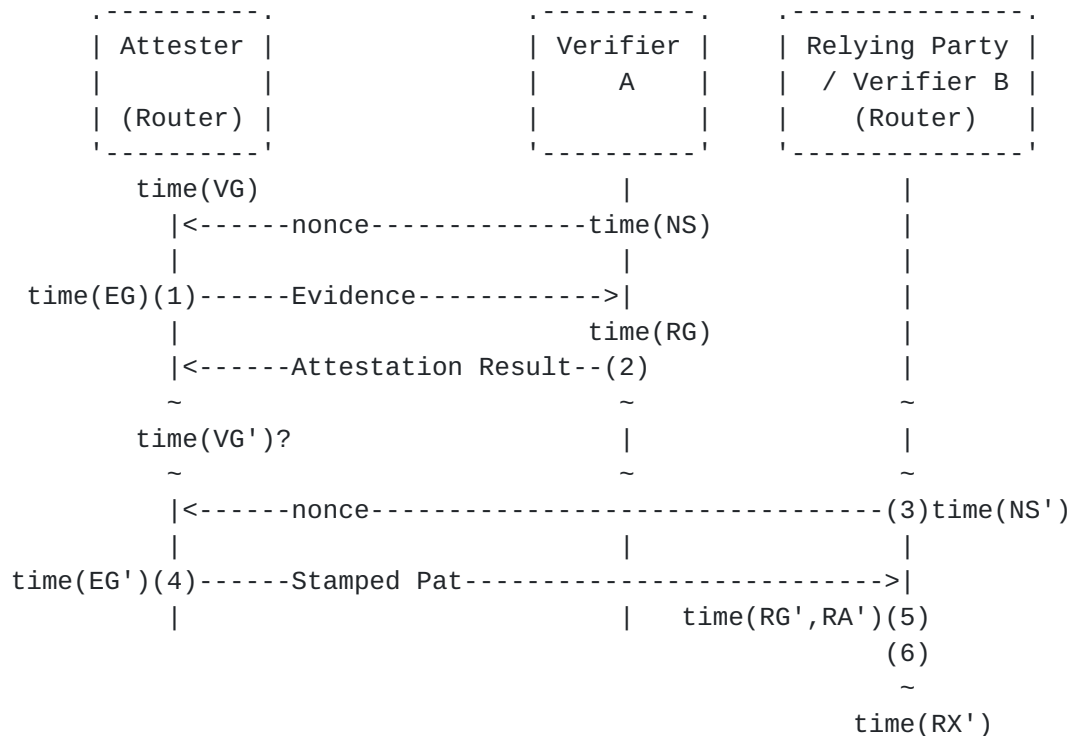 .----------.                .----------.    .---------------.
| Attester |                | Verifier |    | Relying Party |
|          |                |     A    |    |  / Verifier B |
| (Router) |                |          |    |    (Router)   |
'----------'                '----------'    '---------------'
time(VG)                       |                  |
|<------nonce--------------time(NS)            |
|                             |                  |
time(EG)(1)------Evidence------------>|                  |
|                          time(RG)            |
|<------Attestation Result--(2)                |
~                             ~                  ~
time(VG')?                     |                  |
~                             ~                  ~
|<------nonce---------------------------------(3)time(NS')
|                             |                  |
time(EG')(4)------Stamped Pat--------------------------->|
|                             |   time(RG',RA')(5)
(6)
~
time(RX')